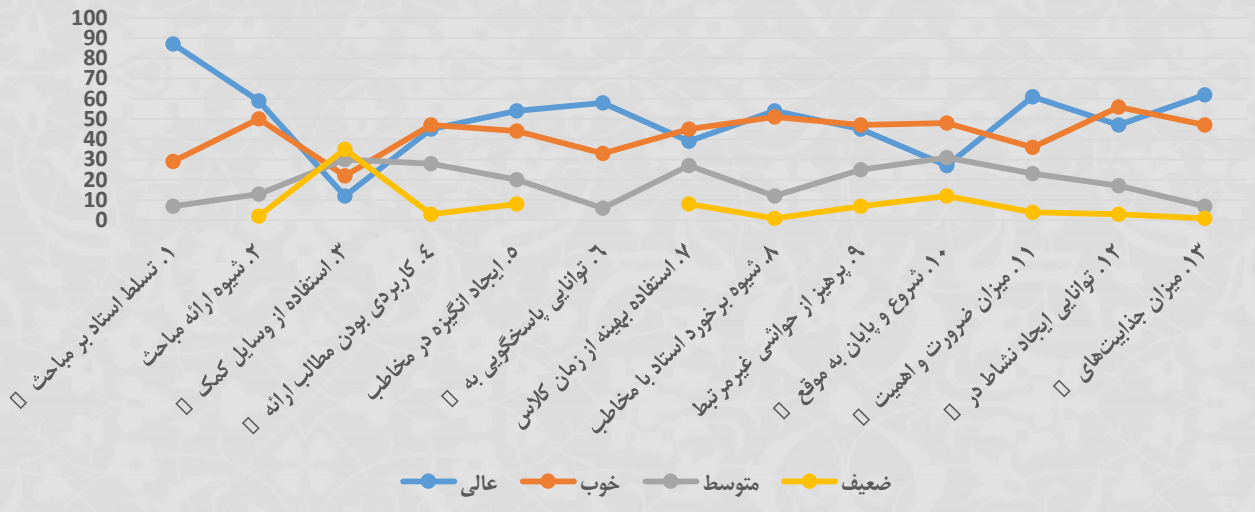 100
90
80
70
60
50
40
30
20
10
0
۱. تسلط استاد بر مباحث
۲. شیوه ارائه مباحث
۳. استفاده از وسایل کمک
۴. کاربردی بودن مطالب ارائه
۵. ایجاد انگیزه در مخاطب
۶. توانایی پاسخگویی به
۷. استفاده بهینه از زمان کلاس
۸. شیوه برخورد استاد با مخاطب
۹. پرهیز از حواشی غیرمرتبط
۱۰. شروع و پایان به موقع
۱۱. میزان ضرورت و اهمیت
۱۲. توانایی ایجاد نشاط در
۱۳. میزان جذابیت‌های
عالی خوب متوسط ضعیف